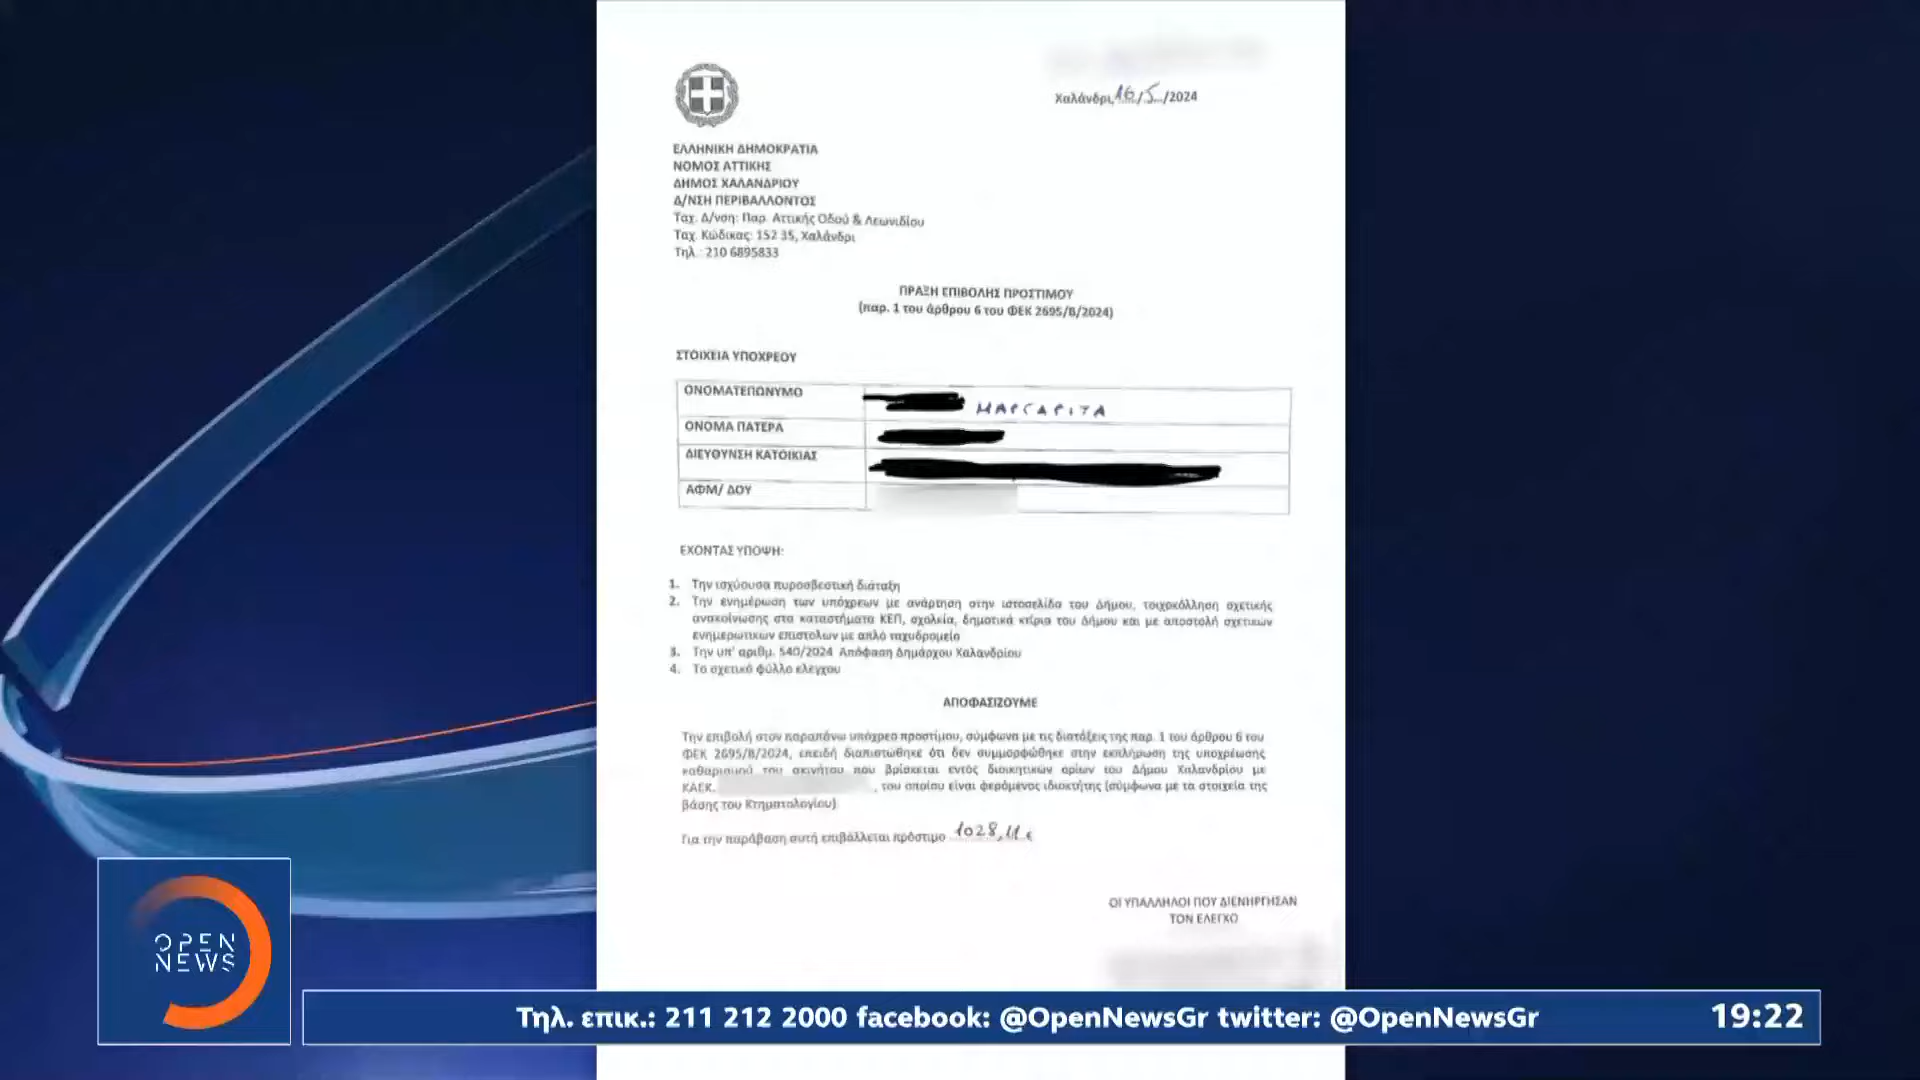 Χαλάνδρι, 16/5/2024
ΕΛΛΗΝΙΚΗ ΔΗΜΟΚΡΑΤΙΑ
ΝΟΜΟΣ ΑΤΤΙΚΗΣ
ΔΗΜΟΣ ΧΑΛΑΝΔΡΙΟΥ
Δ/ΝΣΗ ΠΕΡΙΒΑΛΛΟΝΤΟΣ
Ταχ. Δ/νση: Παρ. Αττικής Οδού & Λεωνιδίου
Ταχ. Κώδικας: 152 35, Χαλάνδρι
Τηλ.: 210 6895833
ΠΡΑΞΗ ΕΠΙΒΟΛΗΣ ΠΡΟΣΤΙΜΟΥ
(παρ. 1 του άρθρου 6 του ΦΕΚ 2695/Β/2024)
ΣΤΟΙΧΕΙΑ ΥΠΟΧΡΕΟΥ
ΟΝΟΜΑΤΕΠΩΝΥΜΟ ΜΑΡΓΑΡΙΤΑ
ΟΝΟΜΑ ΠΑΤΕΡΑ
ΔΙΕΥΘΥΝΣΗ ΚΑΤΟΙΚΙΑΣ
ΑΦΜ/ ΔΟΥ
ΕΧΟΝΤΑΣ ΥΠΟΨΗ:
1. Την ισχύουσα πυροσβεστική διάταξη
2. Την ενημέρωση των υπόχρεων με ανάρτηση στην ιστοσελίδα του Δήμου, τοιχοκόλληση σχετικής
ανακοίνωσης στα καταστήματα ΚΕΠ, σχολεία, δημοτικά κτίρια του Δήμου και με αποστολή σχετικών
ενημερωτικών επιστολών με απλό ταχυδρομείο
3. Την υπ' αριθμ. 540/2024 Απόφαση Δημάρχου Χαλανδρίου
4. Το σχετικό φύλλο ελέγχου
ΑΠΟΦΑΣΙΖΟΥΜΕ
Την επιβολή στον παραπάνω υπόχρεο προστίμου, σύμφωνα με τις διατάξεις της παρ. 1 του άρθρου 6 του
ΦΕΚ 2695/Β/2024, επειδή διαπιστώθηκε ότι δεν συμμορφώθηκε στην εκπλήρωση της υποχρέωσης
καθαρισμού του ακινήτου που βρίσκεται εντός διοικητικών ορίων του Δήμου Χαλανδρίου με
ΚΑΕΚ. , του οποίου είναι φερόμενος ιδιοκτήτης (σύμφωνα με τα στοιχεία της
βάσης του Κτηματολογίου)
Για την παράβαση αυτή επιβάλλεται πρόστιμο 1028,11 €
ΟΙ ΥΠΑΛΛΗΛΟΙ ΠΟΥ ΔΙΕΝΗΡΓΗΣΑΝ
ΤΟΝ ΕΛΕΓΧΟ
OPEN
NEWS
Τηλ. επικ.: 211 212 2000 facebook: @OpenNewsGr twitter: @OpenNewsGr
19:22